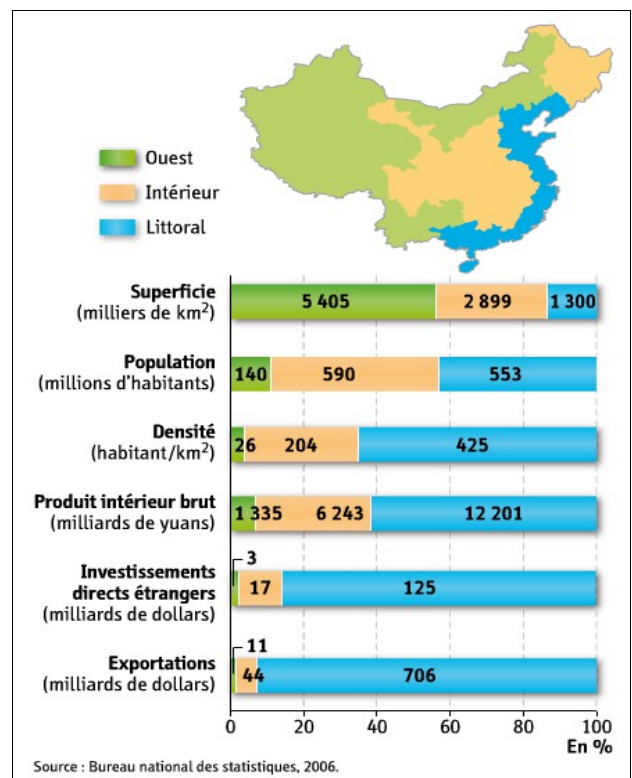 Ouest
Intérieur
Littoral
Superficie
(milliers de km²)
5 405 2 899 1 300
Population
(millions d'habitants)
140 590 553
Densité
(habitant/km²)
26 204 425
Produit intérieur brut
(milliards de yuans)
1 335 6 243 12 201
Investissements
directs étrangers
(milliards de dollars)
3
17 125
Exportations
(milliards de dollars)
11
44 706
0 20 40 60 80 100
En %
Source : Bureau national des statistiques, 2006.